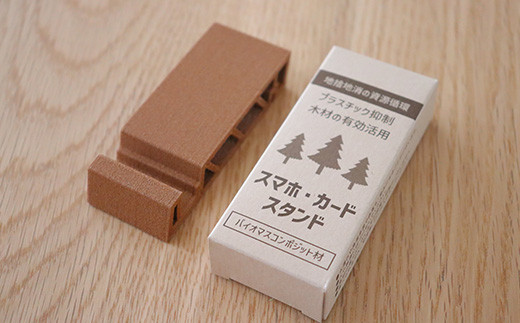 地捨地消の資源循環
プラスチック抑制
木材の有効活用
スマホ・カード
スタンド
バイオマスコンポジット材